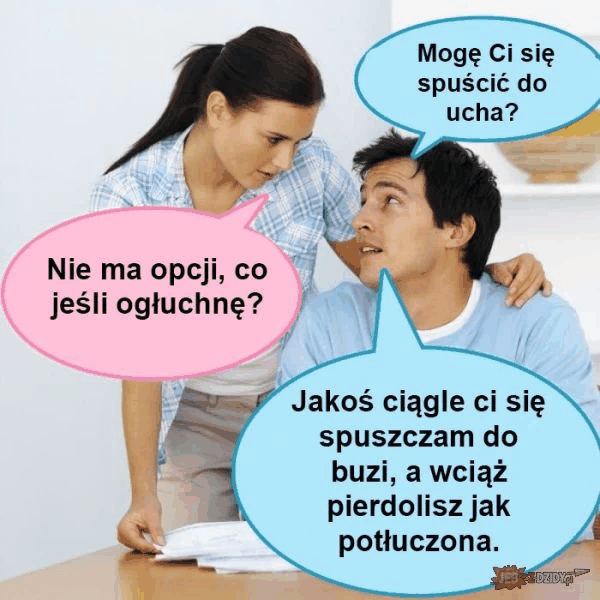 Mogę Ci się
spuścić do
ucha?
Nie ma opcji, co
jeśli ogłuchnę?
Jakoś ciągle ci się
spuszczam do
buzi, a wciąż
pierdolisz jak
potłuczona.